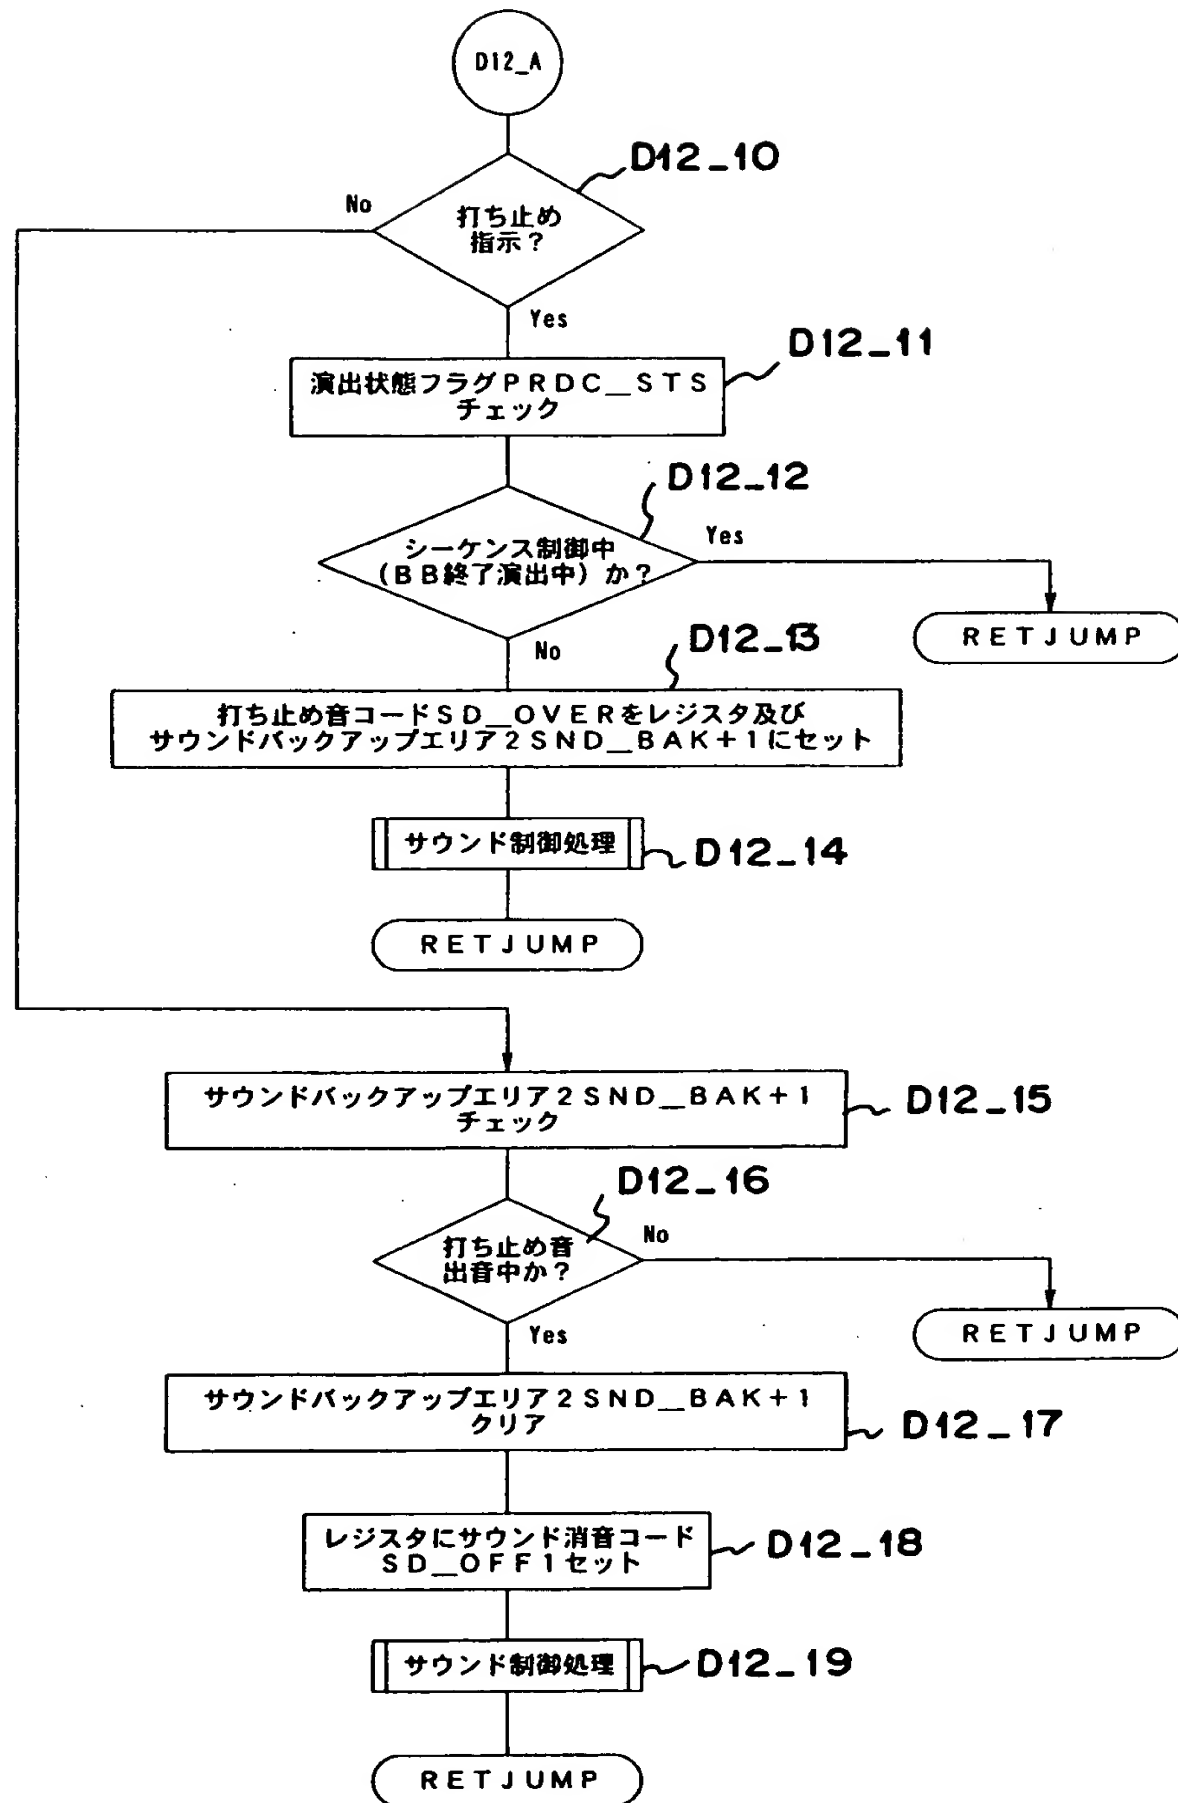 D12_A
D12_10
No
打ち止め
指示?
Yes
D12_11
演出状態フラグPRDC__STS
チェック
D12_12
シーケンス制御中
(BB終了演出中)か?
Yes
RETJUMP
No
D12_13
打ち止め音コードSD__OVERをレジスタ及び
サウンドバックアップエリア2SND__BAK+1にセット
サウンド制御処理
D12_14
RETJUMP
サウンドバックアップエリア2SND__BAK+1
チェック
D12_15
D12_16
打ち止め音
出音中か?
No
RETJUMP
Yes
サウンドバックアップエリア2SND__BAK+1
クリア
D12_17
レジスタにサウンド消音コード
SD__OFF1セット
D12_18
サウンド制御処理
D12_19
RETJUMP